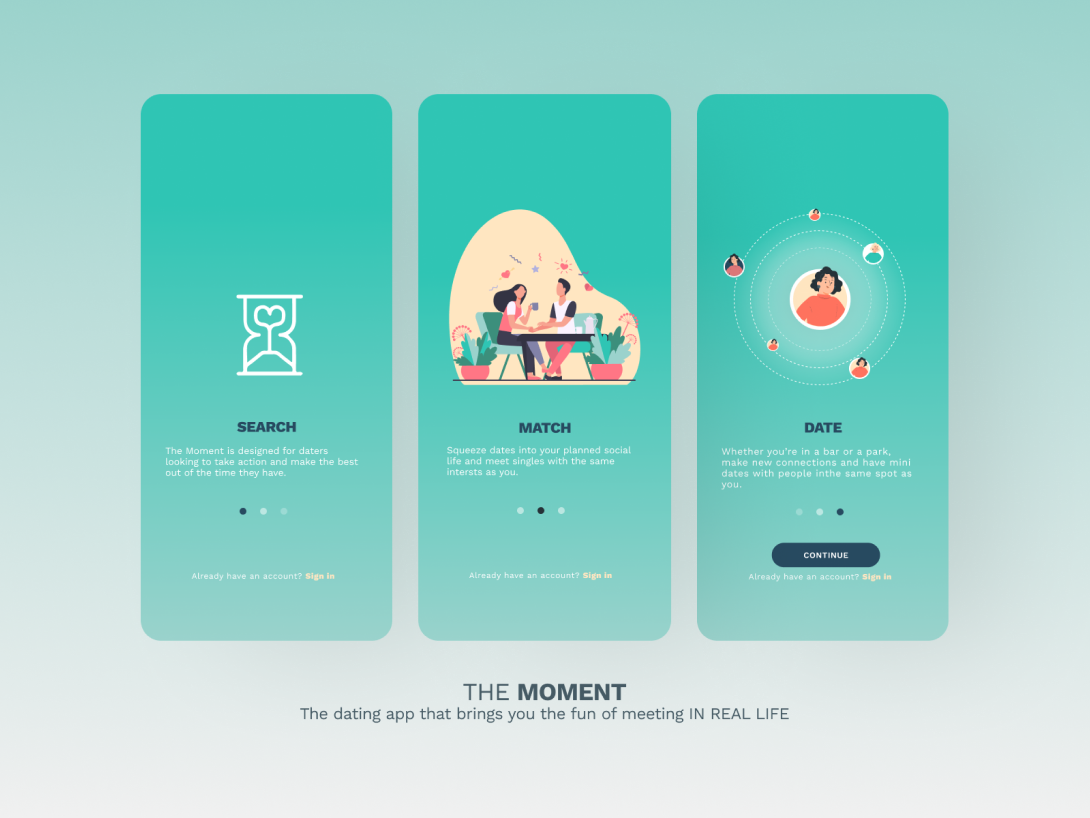 SEARCH
The Moment is designed for daters
looking to take action and make the best
out of the time they have.
Already have an account? Sign in
MATCH
Squeeze dates into your planned social
life and meet singles with the same
intersts as you.
Already have an account? Sign in
DATE
Whether you're in a bar or a park,
make new connections and have mini
dates with people inthe same spot as
you.
CONTINUE
Already have an account? Sign in
THE MOMENT
The dating app that brings you the fun of meeting IN REAL LIFE